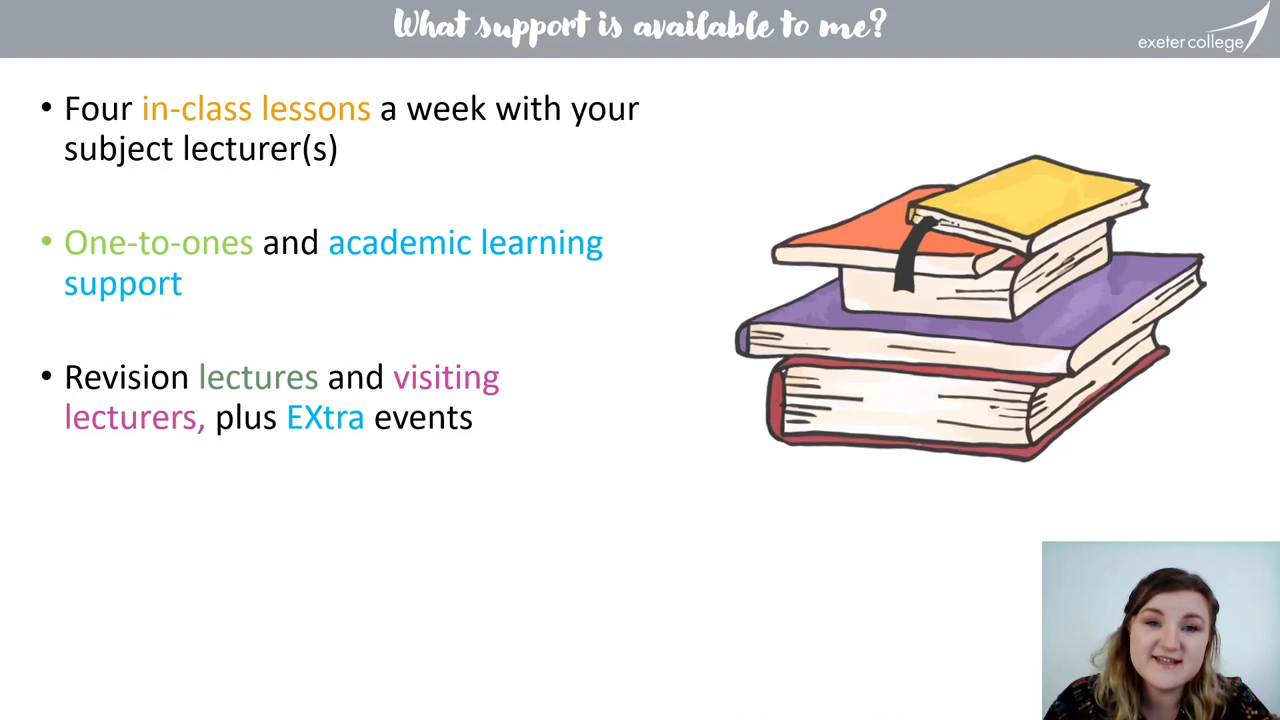 What support is available to me?
exeter college
• Four in-class lessons a week with your
subject lecturer(s)
• One-to-ones and academic learning
support
• Revision lectures and visiting
lecturers, plus EXtra events